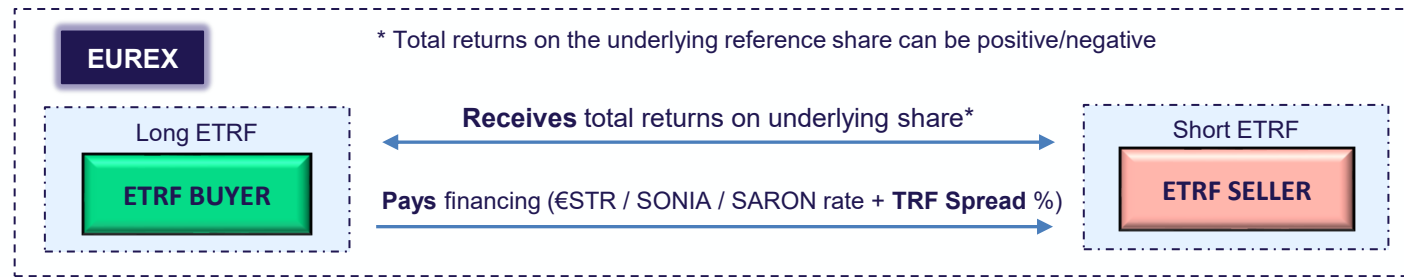 * Total returns on the underlying reference share can be positive/negative
EUREX
Long ETRF
Receives total returns on underlying share*
Short ETRF
ETRF BUYER
Pays financing (€STR / SONIA / SARON rate + TRF Spread %)
ETRF SELLER